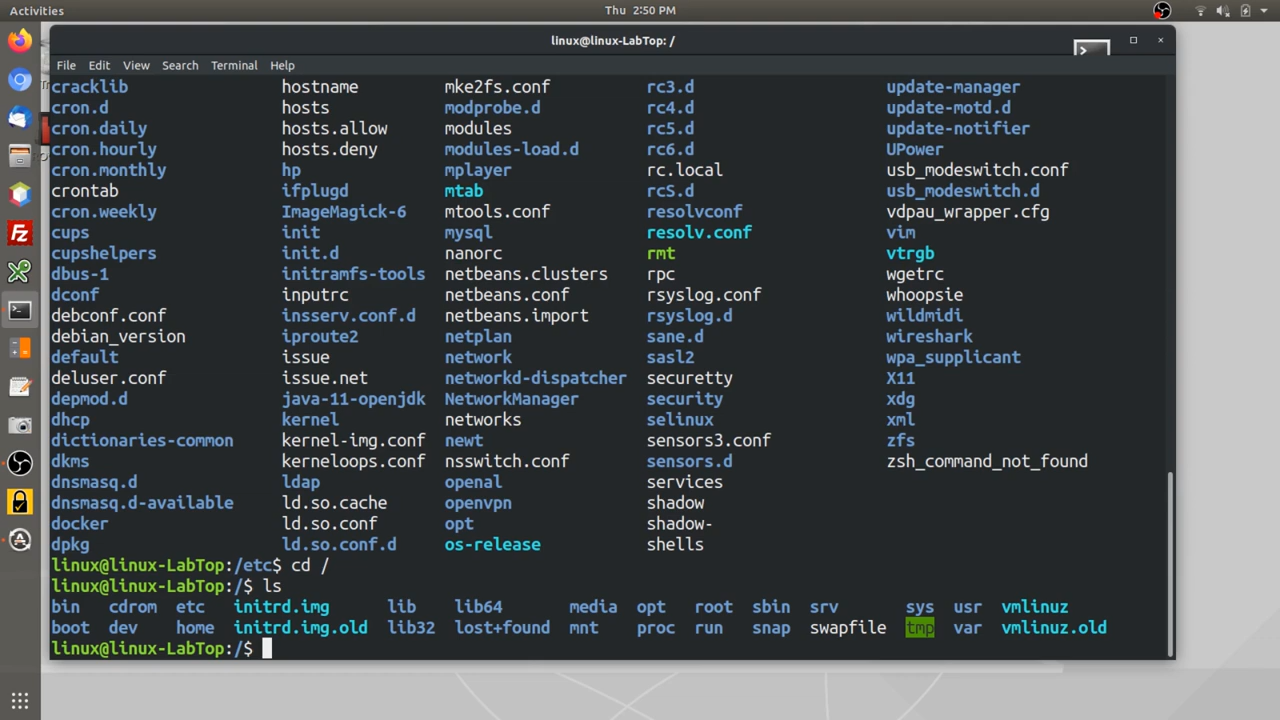 Activities Thu 2:50 PM
linux@linux-LabTop: /
File Edit View Search Terminal Help
cracklib hostname mke2fs.conf rc3.d update-manager
cron.d hosts modprobe.d rc4.d update-motd.d
cron.daily hosts.allow modules rc5.d update-notifier
cron.hourly hosts.deny modules-load.d rc6.d UPower
cron.monthly hp mplayer rc.local usb_modeswitch.conf
crontab ifplugd mtab rcS.d usb_modeswitch.d
cron.weekly ImageMagick-6 mtools.conf resolvconf vdpau_wrapper.cfg
cups init mysql resolv.conf vim
cupshelpers init.d nanorc rmt vtrgb
dbus-1 initramfs-tools netbeans.clusters rpc wgetrc
dconf inputrc netbeans.conf rsyslog.conf whoopsie
debconf.conf insserv.conf.d netbeans.import rsyslog.d wildmidi
debian_version iproute2 netplan sane.d wireshark
default issue network sasl2 wpa_supplicant
deluser.conf issue.net networkd-dispatcher securetty X11
depmod.d java-11-openjdk NetworkManager security xdg
dhcp kernel networks selinux xml
dictionaries-common kernel-img.conf newt sensors3.conf zfs
dkms kerneloops.conf nsswitch.conf sensors.d zsh_command_not_found
dnsmasq.d ldap openal services
dnsmasq.d-available ld.so.cache openvpn shadow
docker ld.so.conf opt shadow-
dpkg ld.so.conf.d os-release shells
linux@linux-LabTop:/etc$ cd /
linux@linux-LabTop:/$ ls
bin cdrom etc initrd.img lib lib64 media opt root sbin srv sys usr vmlinuz
boot dev home initrd.img.old lib32 lost+found mnt proc run snap swapfile tmp var vmlinuz.old
linux@linux-LabTop:/$